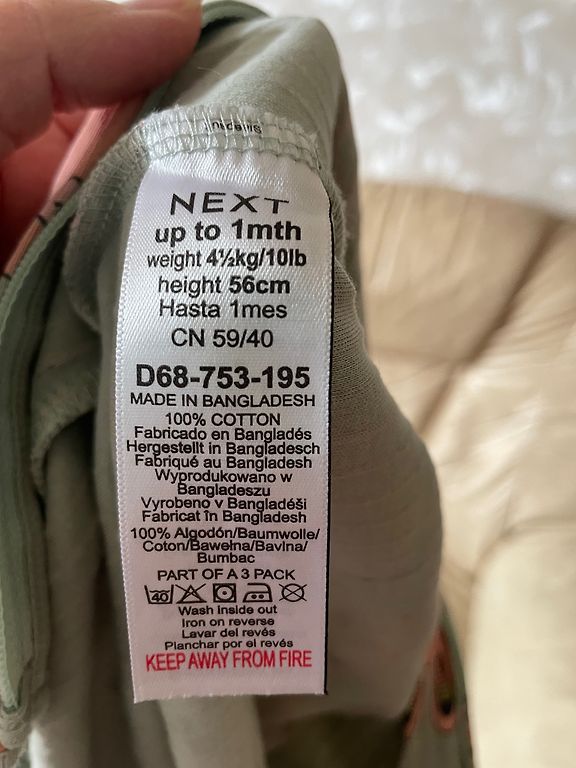 NEXT
up to 1mth
weight 4½kg/10lb
height 56cm
Hasta 1mes
CN 59/40
D68-753-195
MADE IN BANGLADESH
100% COTTON
Fabricado en Bangladés
Hergestellt in Bangladesch
Fabriqué au Bangladesh
Wyprodukowano w
Bangladeszu
Vyrobeno v Bangladéši
Fabricat în Bangladesh
100% Algodón/Baumwolle/
Coton/Bawełna/Bavlna/
Bumbac
PART OF A 3 PACK
40
Wash inside out
Iron on reverse
Lavar del revés
Planchar por el revés
KEEP AWAY FROM FIRE